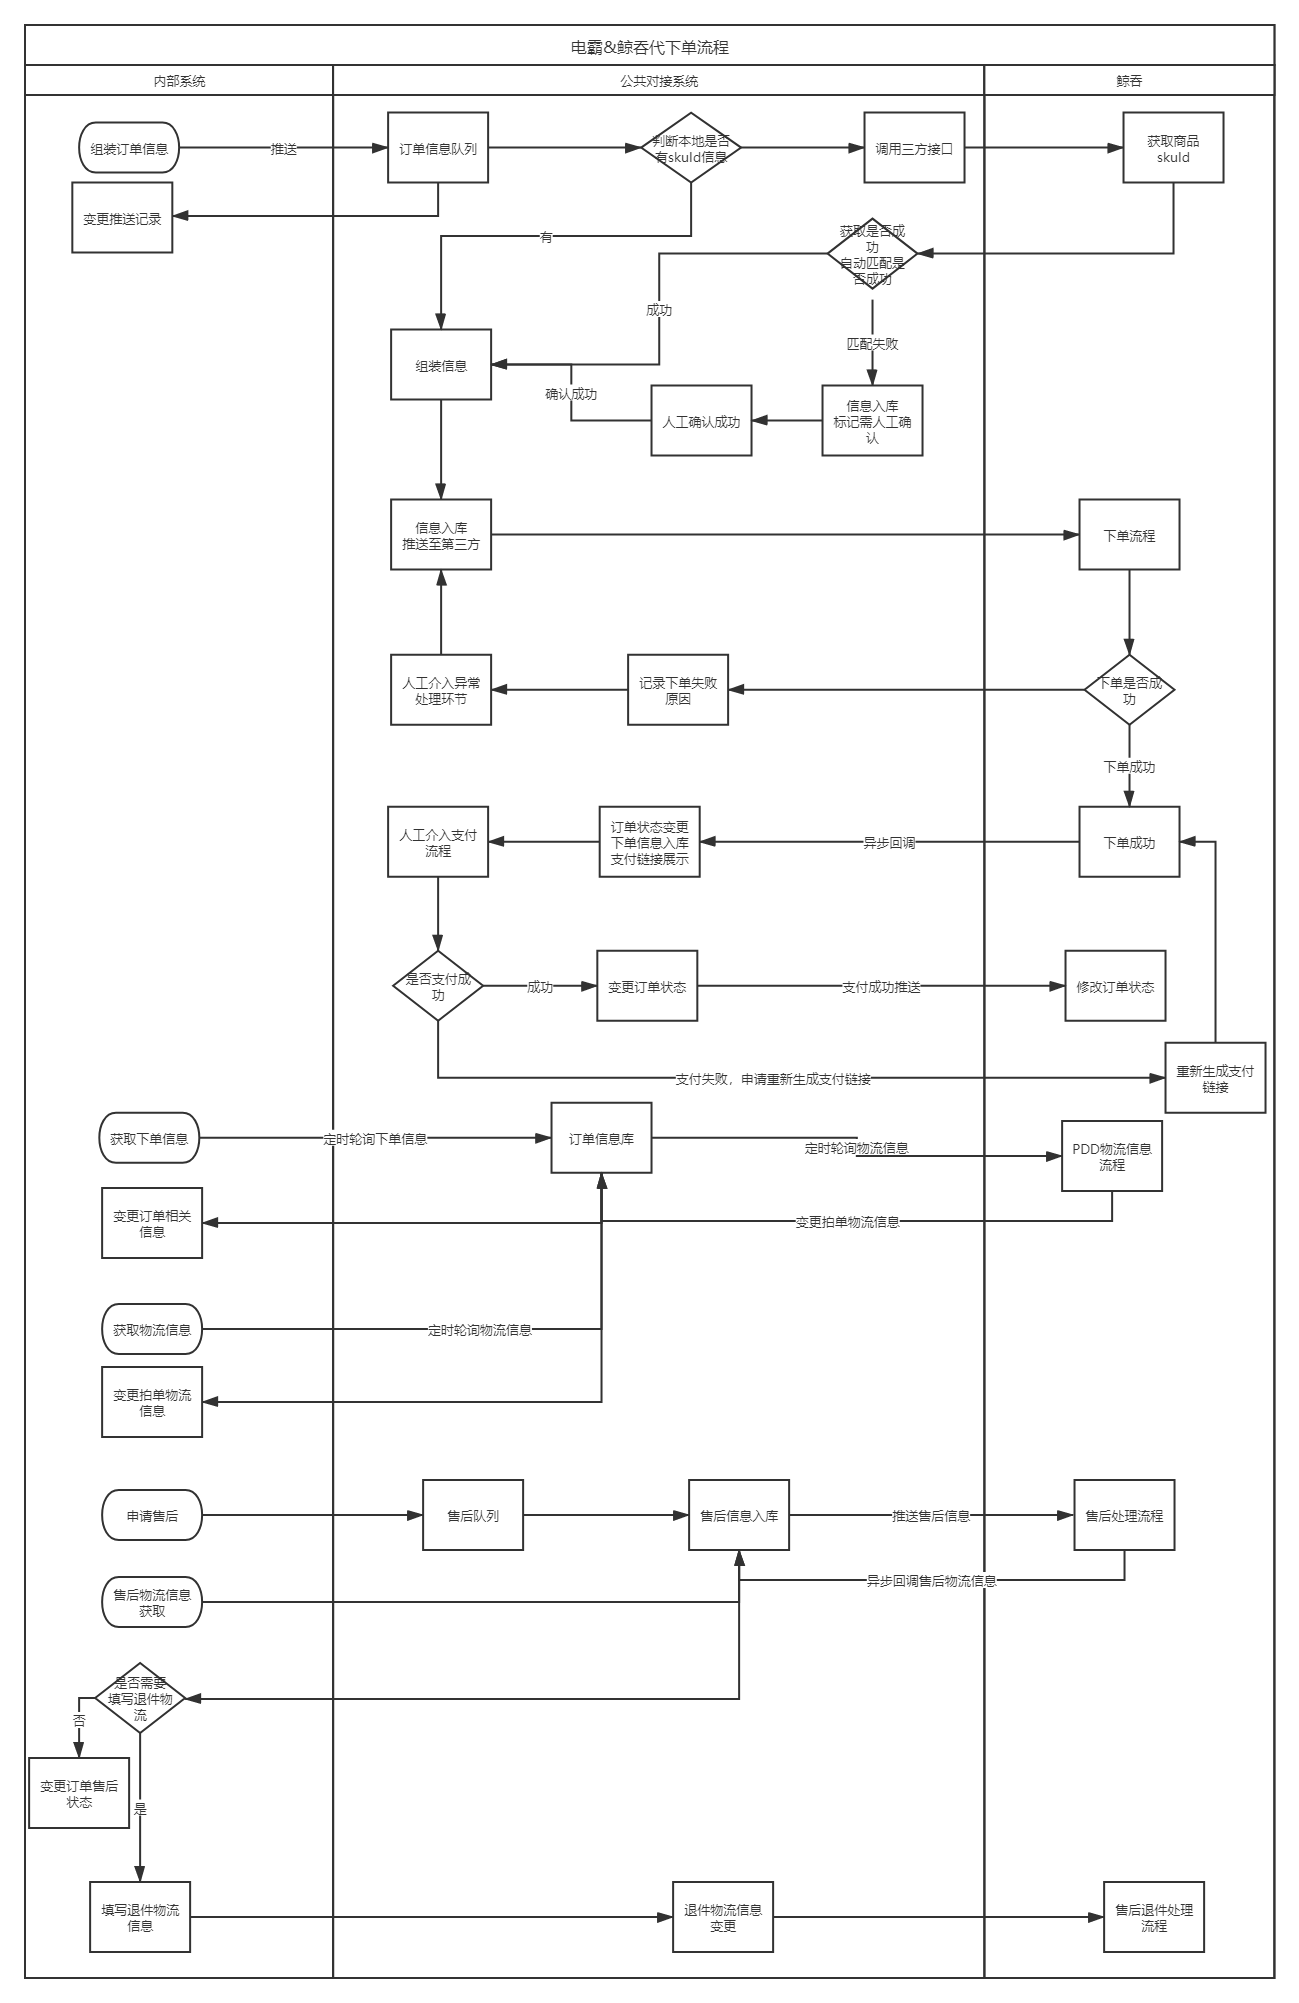 电霸&鲸吞代下单流程
内部系统
公共对接系统
鲸吞
组装订单信息
推送
订单信息队列
判断本地是否
有skuId信息
调用三方接口
获取商品
skuId
变更推送记录
有
获取是否成
功
自动匹配是
否成功
成功
匹配失败
组装信息
确认成功
人工确认成功
信息入库
标记需人工确
认
信息入库
推送至第三方
下单流程
人工介入异常
处理环节
记录下单失败
原因
下单是否成
功
下单成功
人工介入支付
流程
订单状态变更
下单信息入库
支付链接展示
异步回调
下单成功
是否支付成
功
成功
变更订单状态
支付成功推送
修改订单状态
支付失败，申请重新生成支付链接
重新生成支付
链接
获取下单信息
定时轮询下单信息
订单信息库
定时轮询物流信息
PDD物流信息
流程
变更订单相关
信息
变更拍单物流信息
获取物流信息
定时轮询物流信息
变更拍单物流
信息
申请售后
售后队列
售后信息入库
推送售后信息
售后处理流程
异步回调售后物流信息
售后物流信息
获取
是否需要
填写退件物
流
否
变更订单售后
状态
是
填写退件物流
信息
退件物流信息
变更
售后退件处理
流程